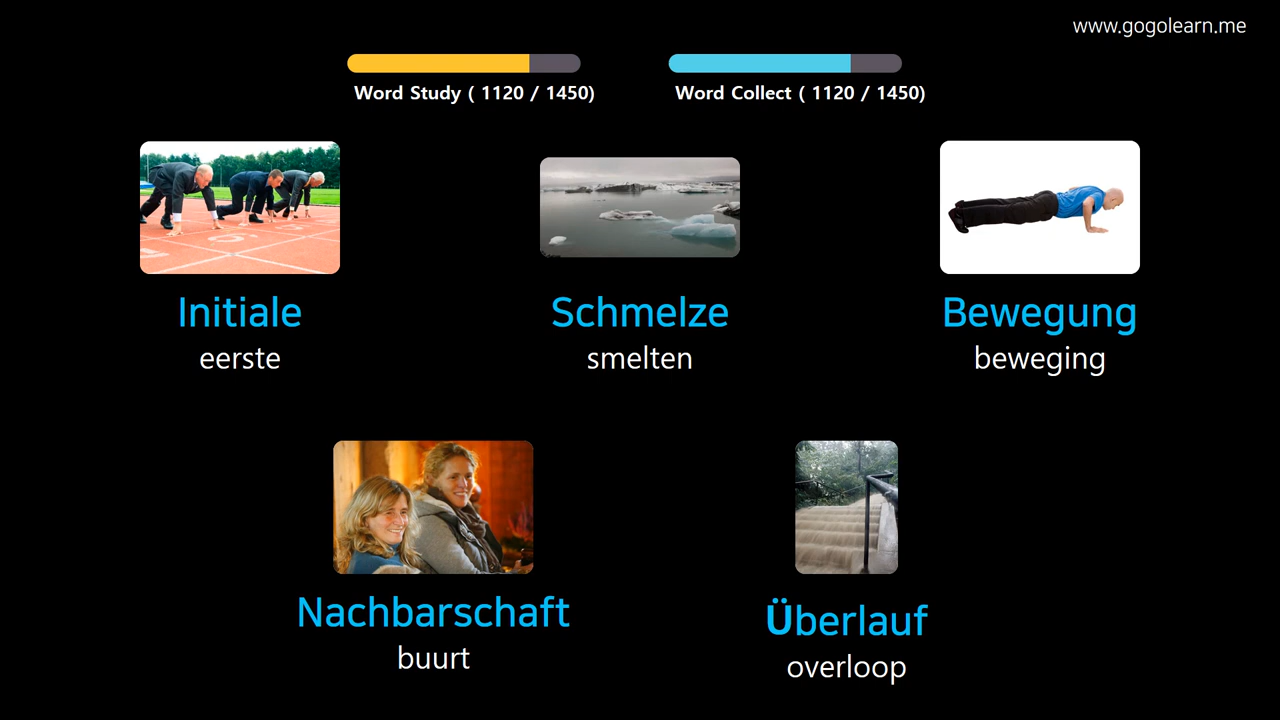 www.gogolearn.me
Word Study ( 1120 / 1450)
Word Collect ( 1120 / 1450)
Initiale
eerste
Schmelze
smelten
Bewegung
beweging
Nachbarschaft
buurt
Überlauf
overloop